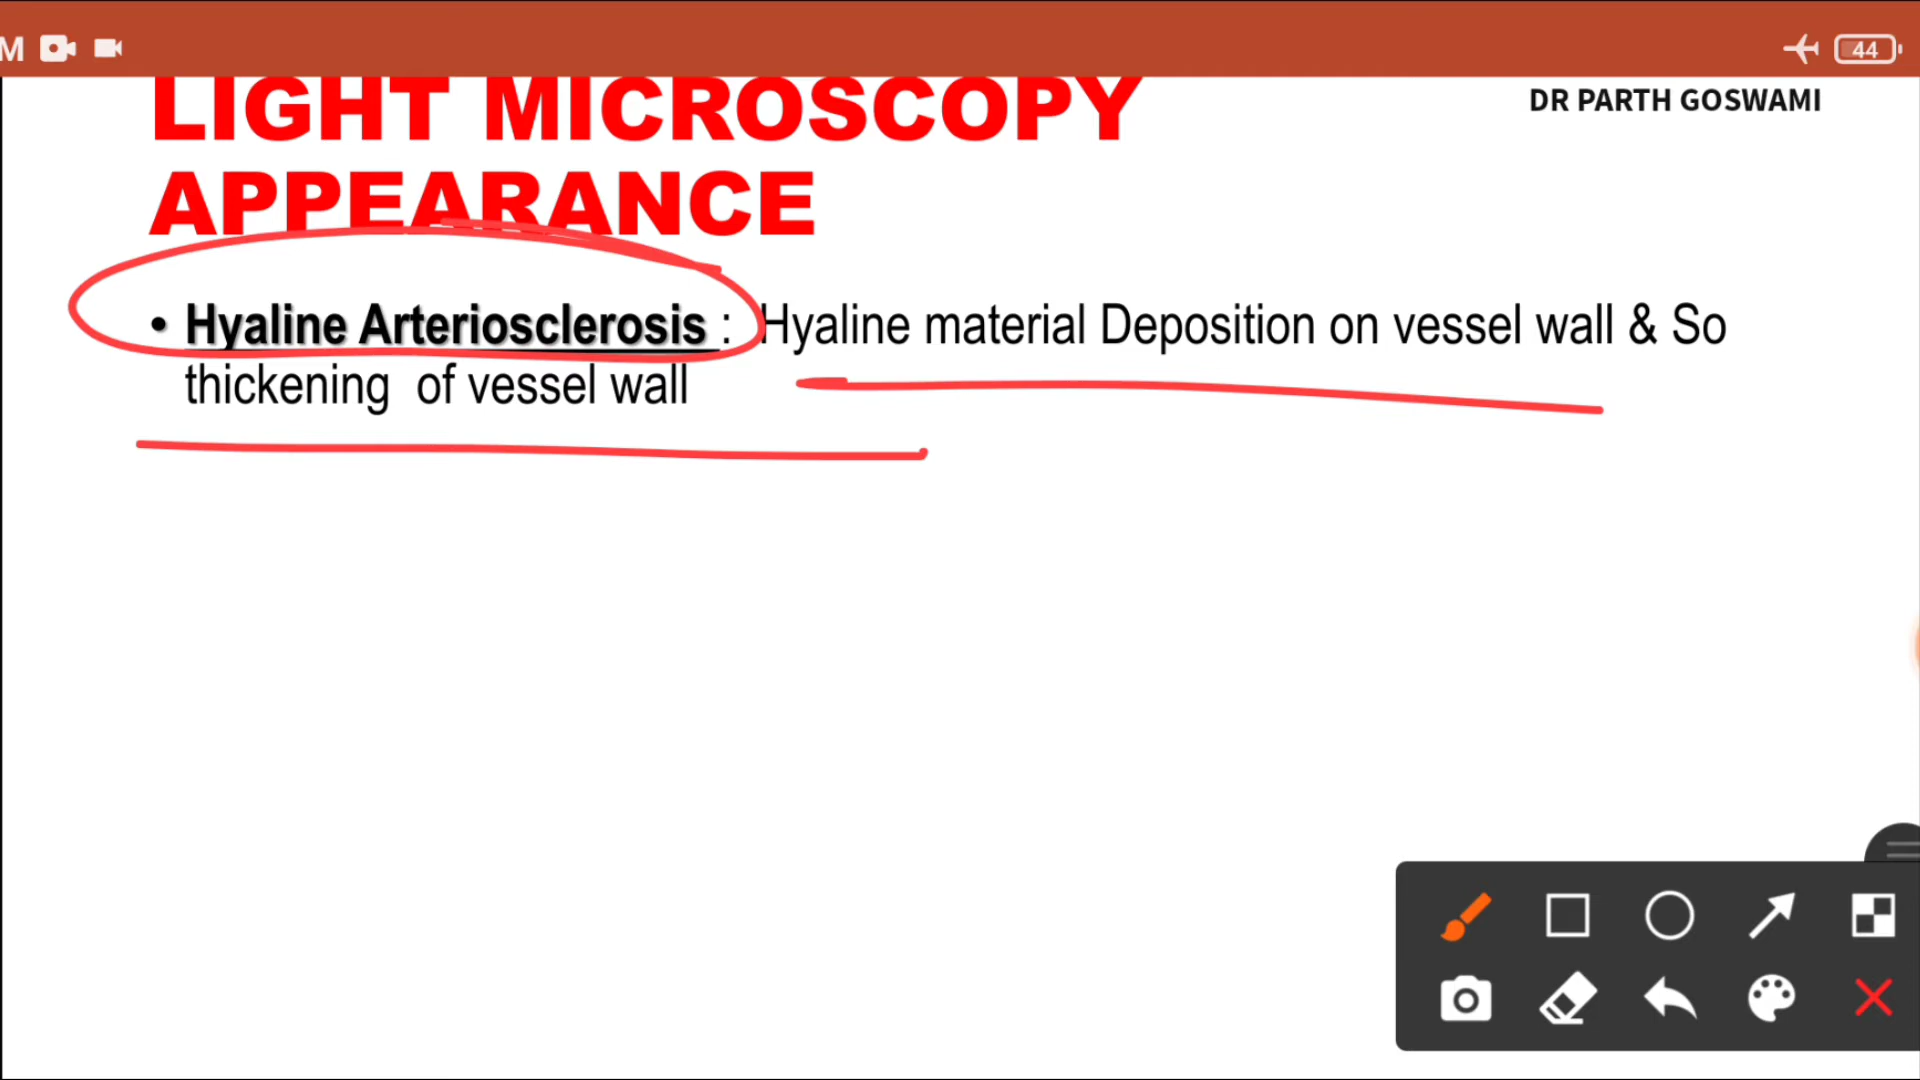 M
44
LIGHT MICROSCOPY
DR PARTH GOSWAMI
APPEARANCE
• Hyaline Arteriosclerosis : Hyaline material Deposition on vessel wall & So
thickening of vessel wall